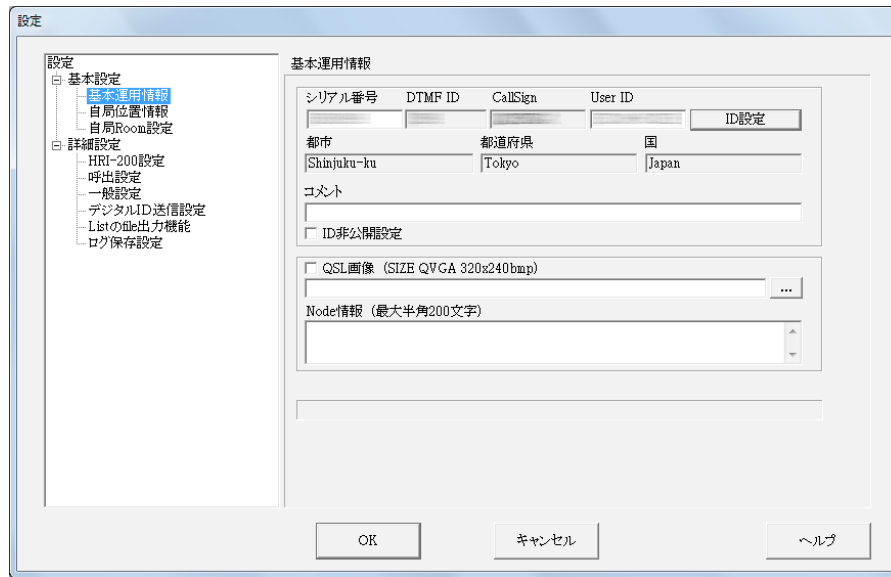 設定
設定
基本設定
基本運用情報
自局位置情報
自局Room設定
詳細設定
HRI-200設定
呼出設定
一般設定
デジタルID送信設定
Listのfile出力機能
ログ保存設定
基本運用情報
シリアル番号 DTMF ID CallSign User ID
ID設定
都市 都道府県 国
Shinjuku-ku Tokyo Japan
コメント
ID非公開設定
QSL画像 (SIZE QVGA 320x240bmp)
...
Node情報 (最大半角200文字)
OK キャンセル ヘルプ